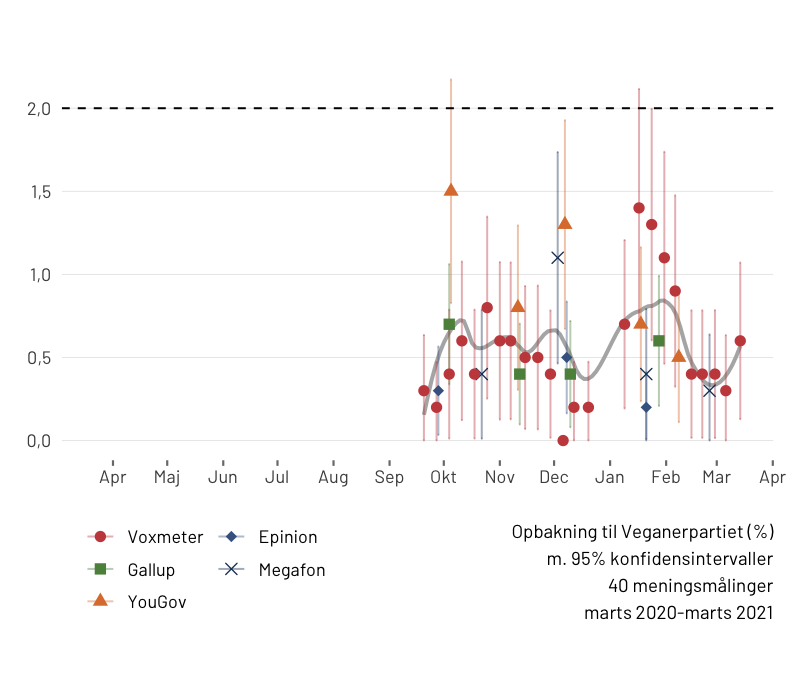 2,0
1,5
1,0
0,5
0,0
Apr Maj Jun Jul Aug Sep Okt Nov Dec Jan Feb Mar Apr
Voxmeter Epinion
Gallup Megafon
YouGov
Opbakning til Veganerpartiet (%)
m. 95% konfidensintervaller
40 meningsmålinger
marts 2020-marts 2021